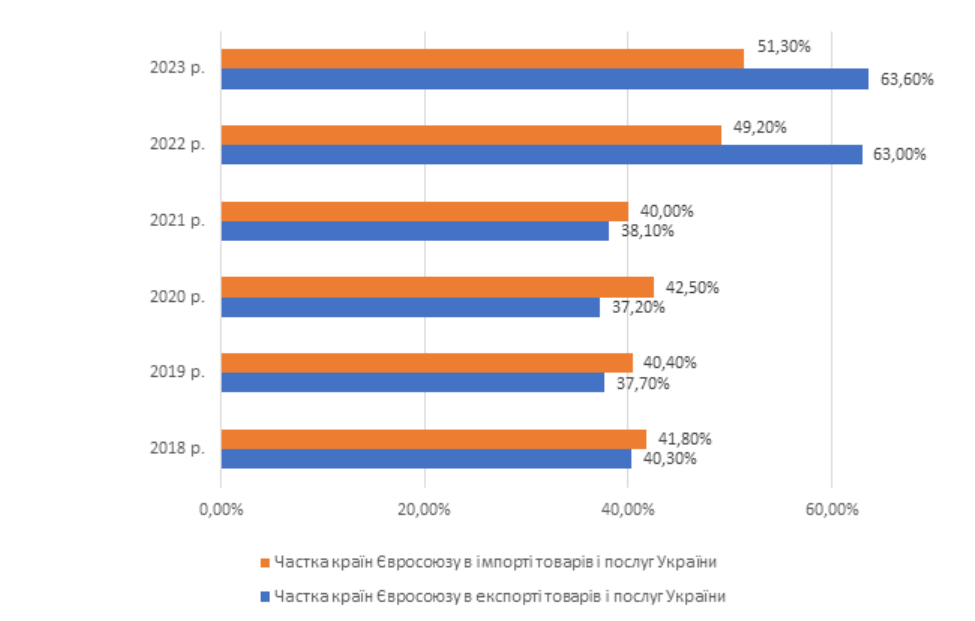 51,30%
2023 р.
63,60%
49,20%
2022 р.
63,00%
40,00%
2021 р.
38,10%
42,50%
2020 р.
37,20%
40,40%
2019 р.
37,70%
41,80%
2018 р.
40,30%
0,00% 20,00% 40,00% 60,00%
Частка країн Євросоюзу в імпорті товарів і послуг України
Частка країн Євросоюзу в експорті товарів і послуг України